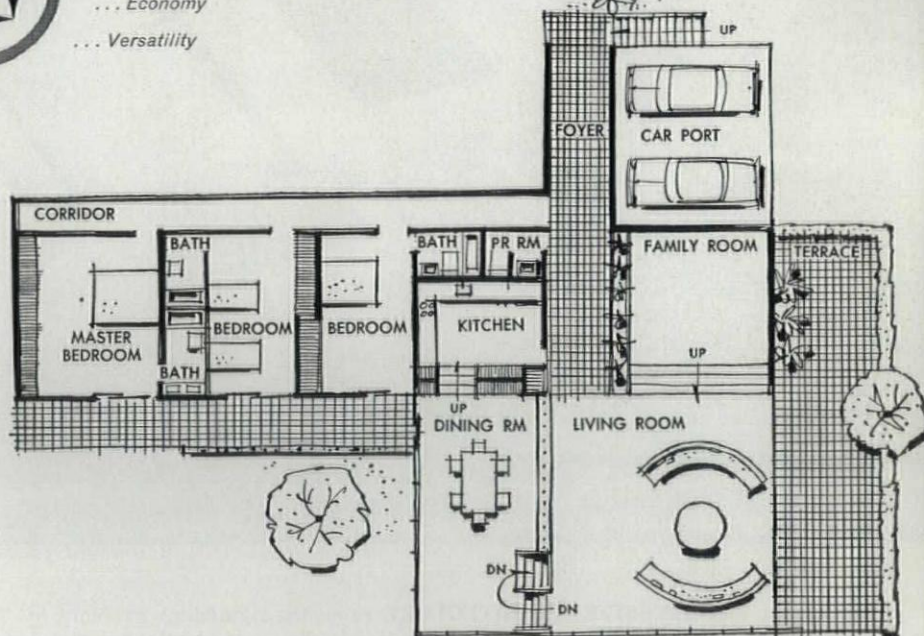 ... Economy
... Versatility
UP
FOYER
CAR PORT
CORRIDOR
BATH
BATH
PR RM
FAMILY ROOM
TERRACE
MASTER
BEDROOM
BEDROOM
BEDROOM
KITCHEN
BATH
UP
UP
DINING RM
LIVING ROOM
DN
DN